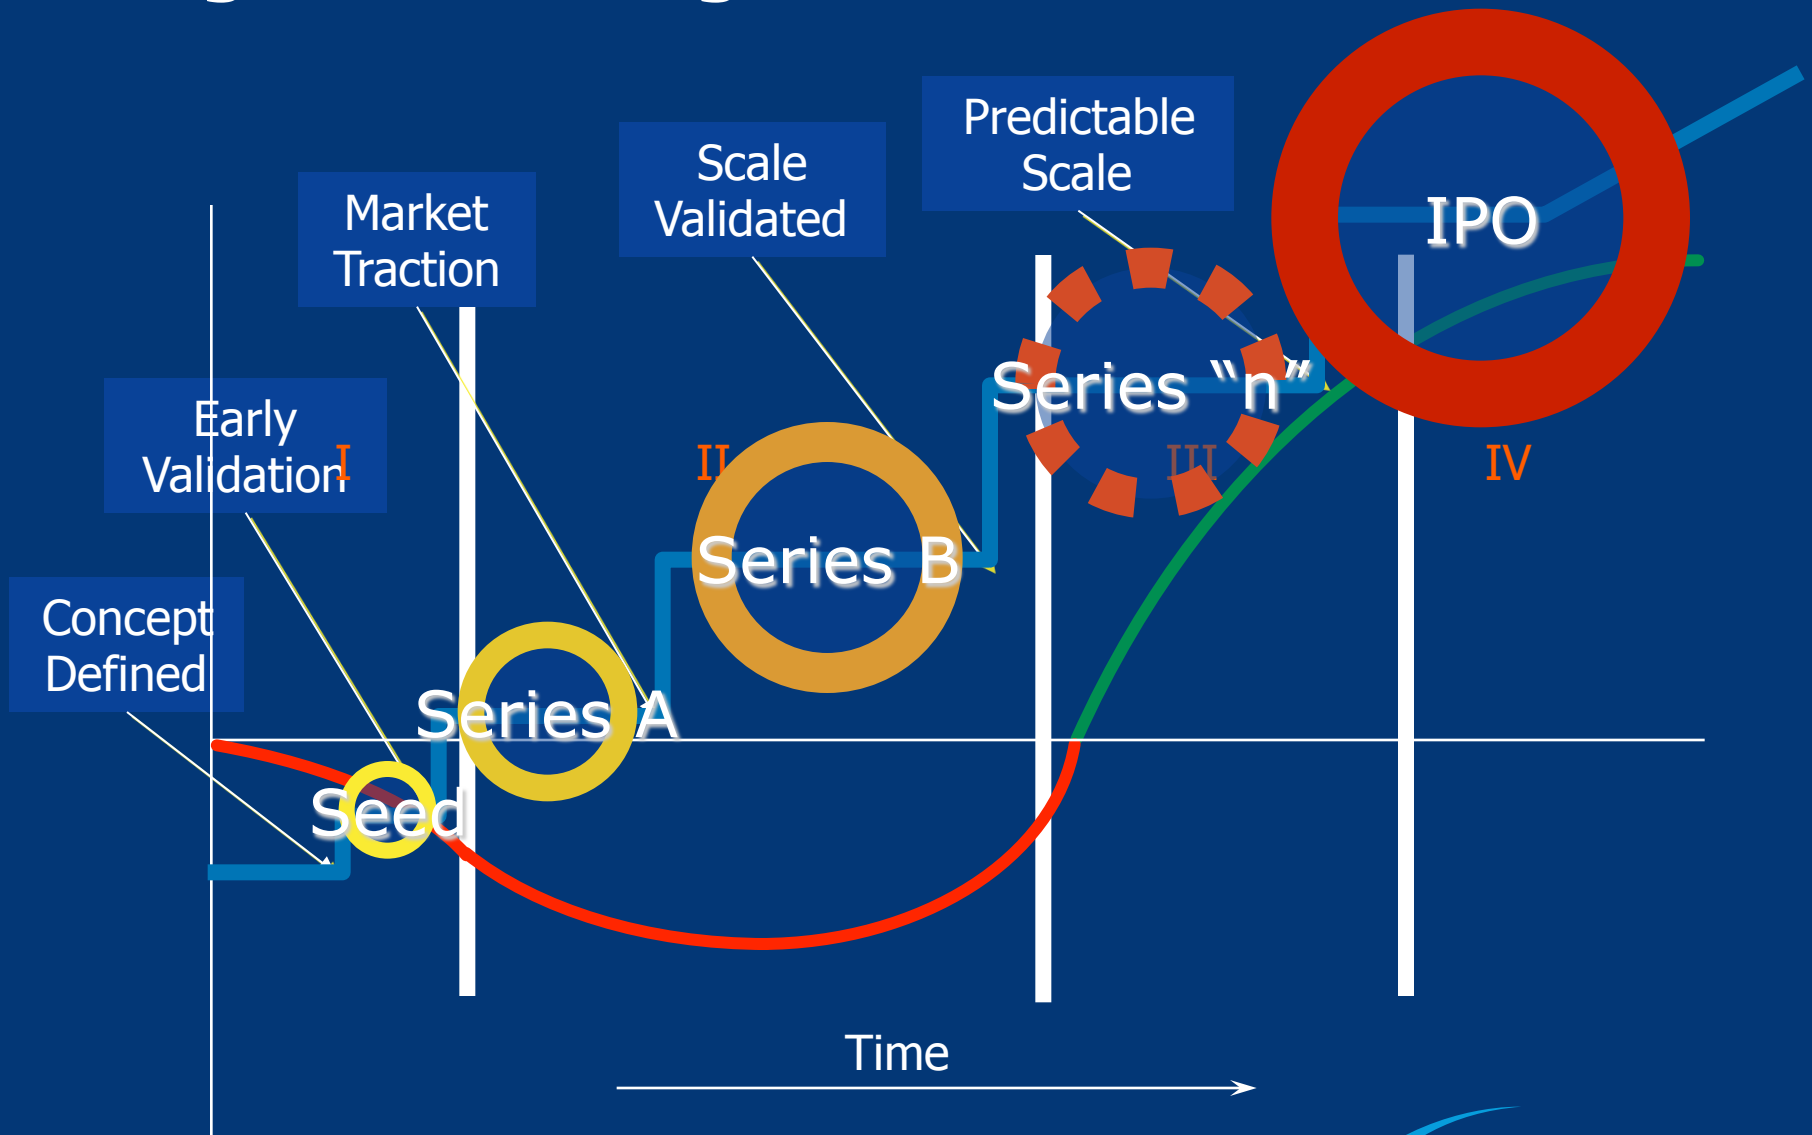 Predictable
Scale
Scale
Validated
Market
Traction
Early
Validation
Concept
Defined
IPO
Series “n”
Series B
Series A
Seed
I
II
III
IV
Time